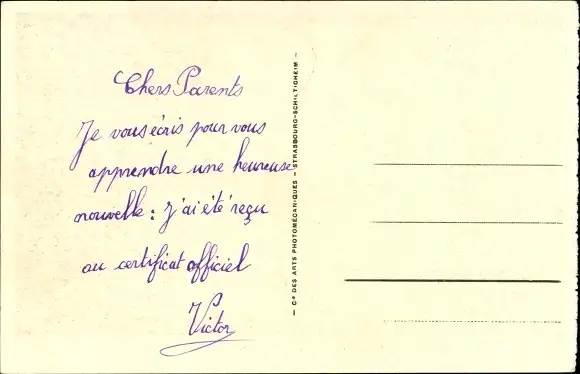 Chers Parents
Je vous écris pour vous
apprendre une heureuse
nouvelle : j'ai été reçu
au certificat officiel
Victor
— Cie DES ARTS PHOTOMÉCANIQUES — STRASBOURG-SCHILTIGHEIM —